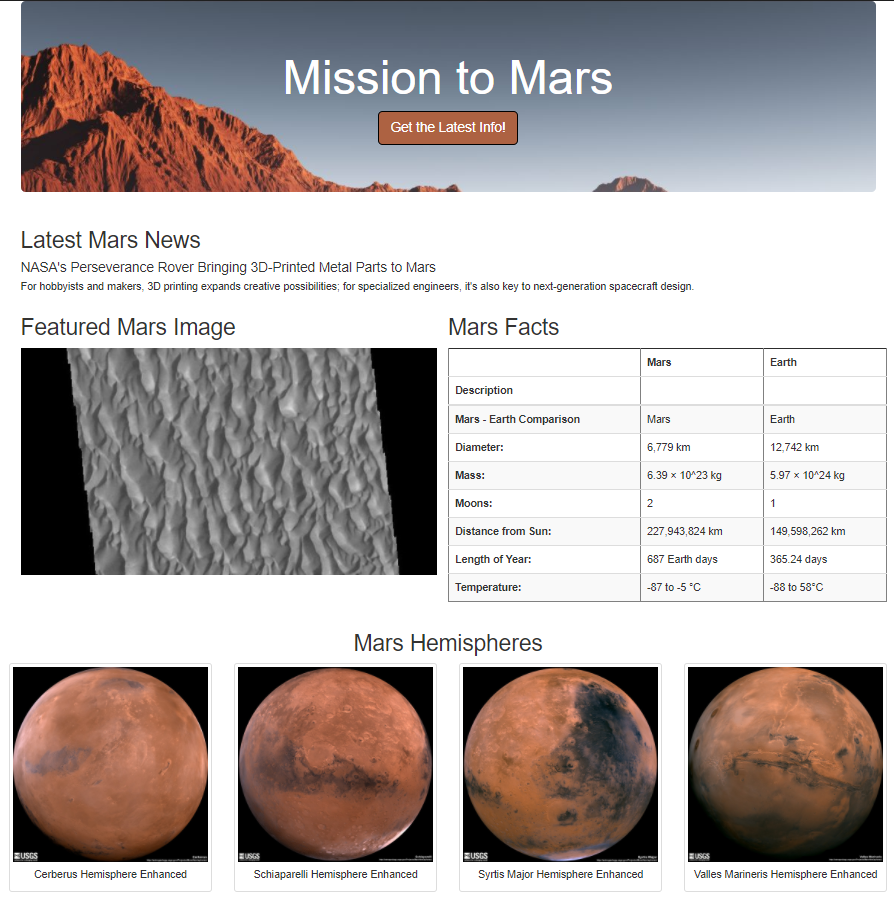 Mission to Mars
Get the Latest Info!
Latest Mars News
NASA's Perseverance Rover Bringing 3D-Printed Metal Parts to Mars
For hobbyists and makers, 3D printing expands creative possibilities; for specialized engineers, it's also key to next-generation spacecraft design.
Featured Mars Image
Mars Facts
Mars Earth
Description
Mars - Earth Comparison Mars Earth
Diameter: 6,779 km 12,742 km
Mass: 6.39 × 10^23 kg 5.97 × 10^24 kg
Moons: 2 1
Distance from Sun: 227,943,824 km 149,598,262 km
Length of Year: 687 Earth days 365.24 days
Temperature: -87 to -5 °C -88 to 58°C
Mars Hemispheres
USGS
USGS
USGS
USGS
Cerberus Hemisphere Enhanced
Schiaparelli Hemisphere Enhanced
Syrtis Major Hemisphere Enhanced
Valles Marineris Hemisphere Enhanced